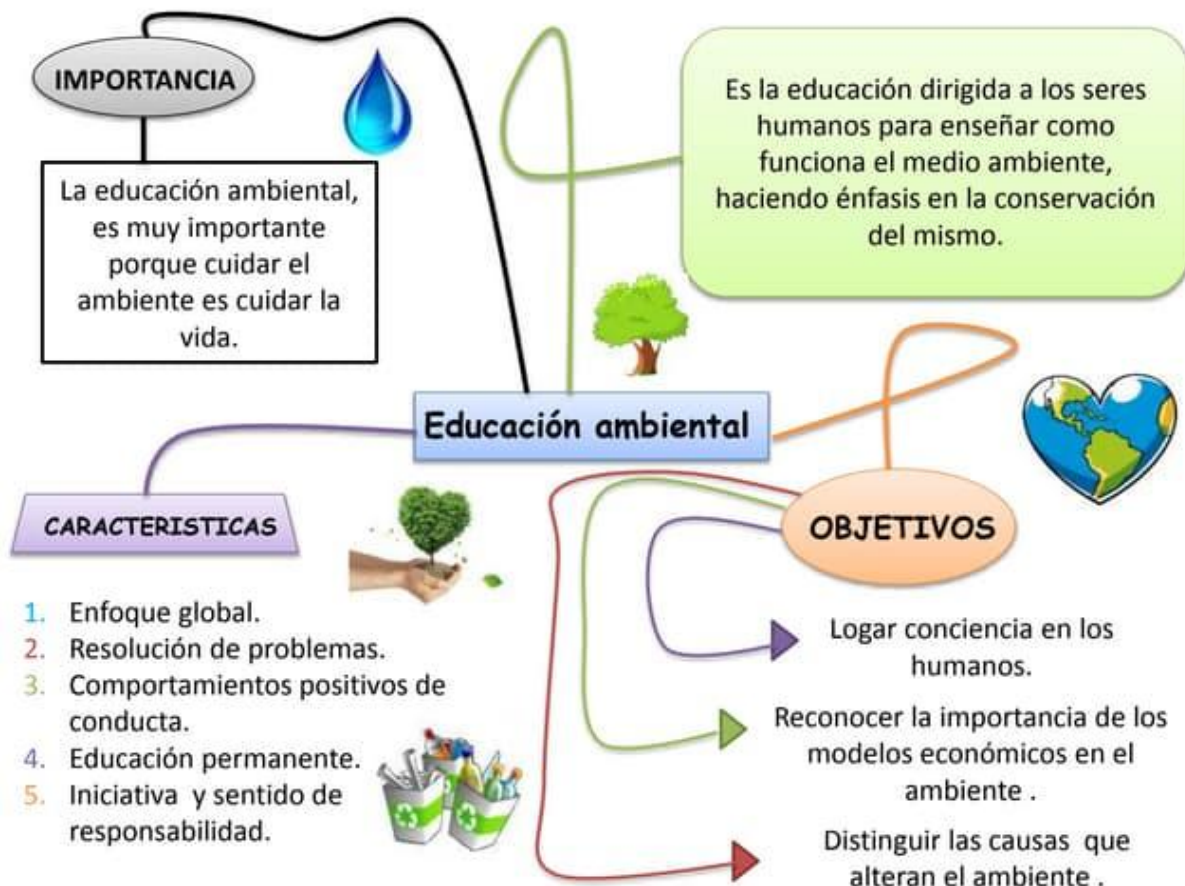 IMPORTANCIA
La educación ambiental,
es muy importante
porque cuidar el
ambiente es cuidar la
vida.
Es la educación dirigida a los seres
humanos para enseñar como
funciona el medio ambiente,
haciendo énfasis en la conservación
del mismo.
Educación ambiental
CARACTERISTICAS
1. Enfoque global.
2. Resolución de problemas.
3. Comportamientos positivos de
conducta.
4. Educación permanente.
5. Iniciativa y sentido de
responsabilidad.
OBJETIVOS
Logar conciencia en los
humanos.
Reconocer la importancia de los
modelos económicos en el
ambiente .
Distinguir las causas que
alteran el ambiente .